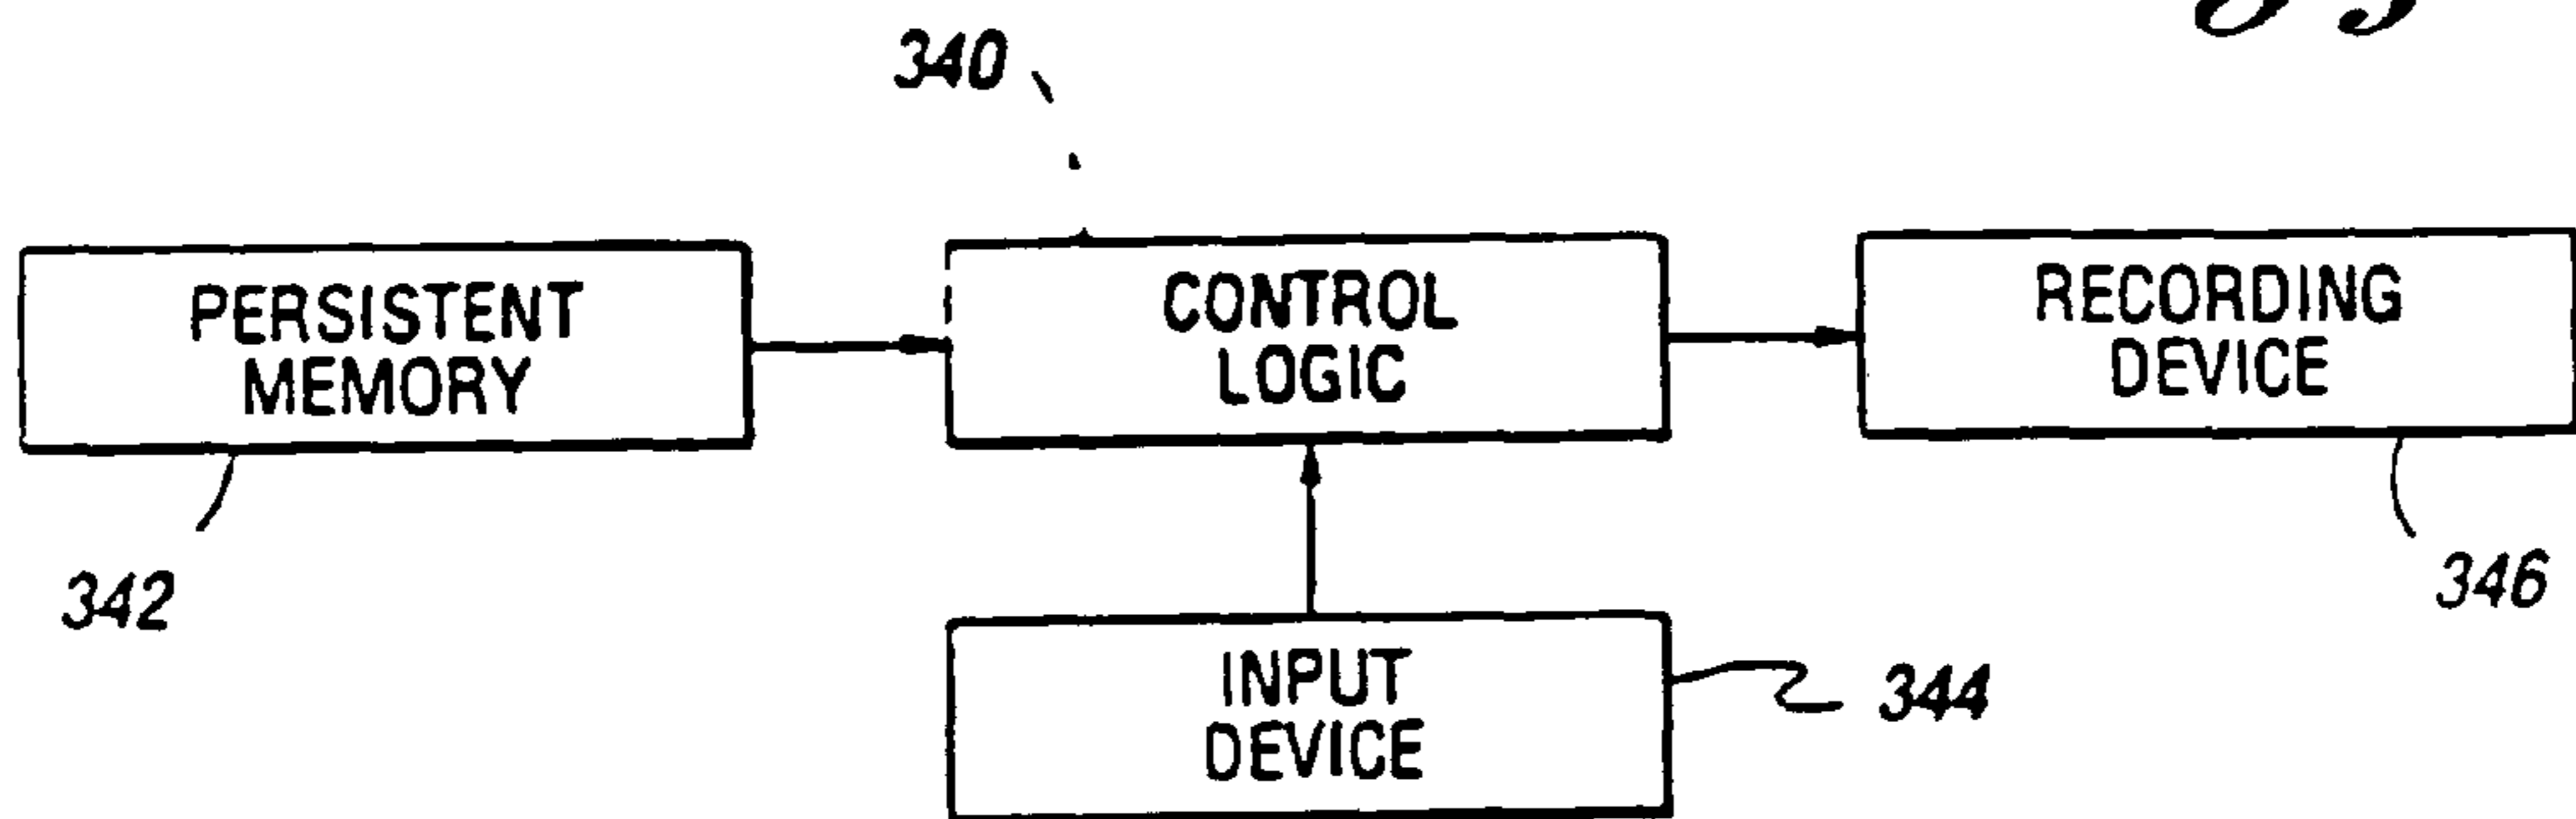 340
PERSISTENT
MEMORY
CONTROL
LOGIC
RECORDING
DEVICE
342
346
INPUT
DEVICE
344